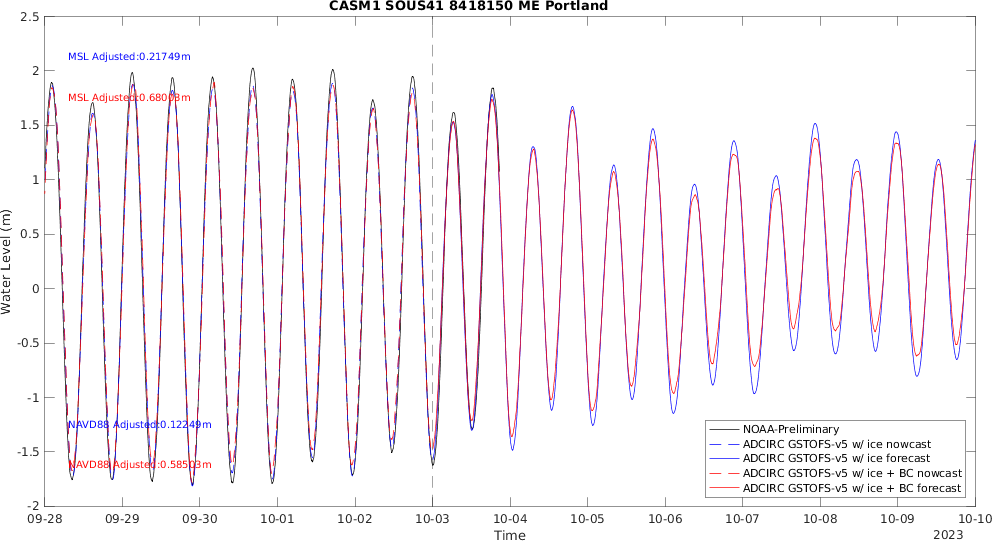 CASM1 SOUS41 8418150 ME Portland
2.5
2
1.5
1
0.5
0
-0.5
-1
-1.5
-2
Water Level (m)
MSL Adjusted:0.21749m
MSL Adjusted:0.68003m
NAVD88 Adjusted:0.12249m
NAVD88 Adjusted:0.58503m
NOAA-Preliminary
ADCIRC GSTOFS-v5 w/ ice nowcast
ADCIRC GSTOFS-v5 w/ ice forecast
ADCIRC GSTOFS-v5 w/ ice + BC nowcast
ADCIRC GSTOFS-v5 w/ ice + BC forecast
09-28 09-29 09-30 10-01 10-02 10-03 10-04 10-05 10-06 10-07 10-08 10-09 10-10
Time
2023